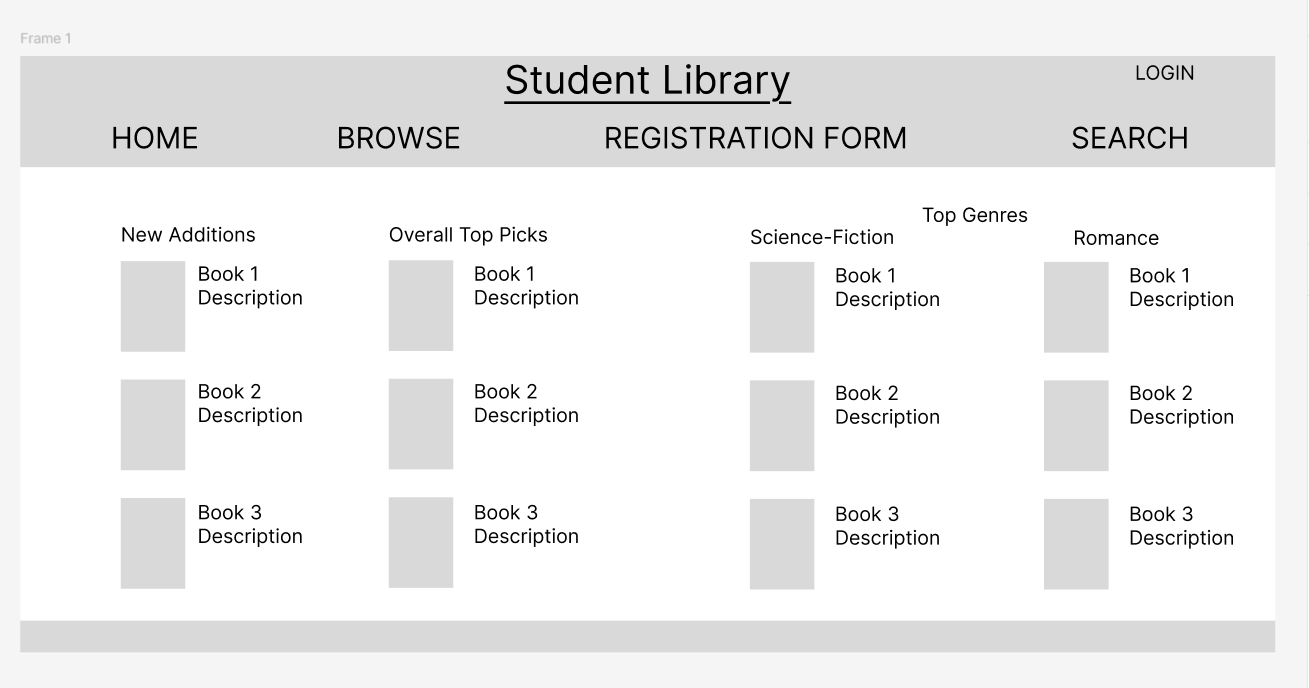 Frame 1
Student Library
LOGIN
HOME
BROWSE
REGISTRATION FORM
SEARCH
New Additions
Book 1
Description
Book 2
Description
Book 3
Description
Overall Top Picks
Book 1
Description
Book 2
Description
Book 3
Description
Top Genres
Science-Fiction
Book 1
Description
Book 2
Description
Book 3
Description
Romance
Book 1
Description
Book 2
Description
Book 3
Description